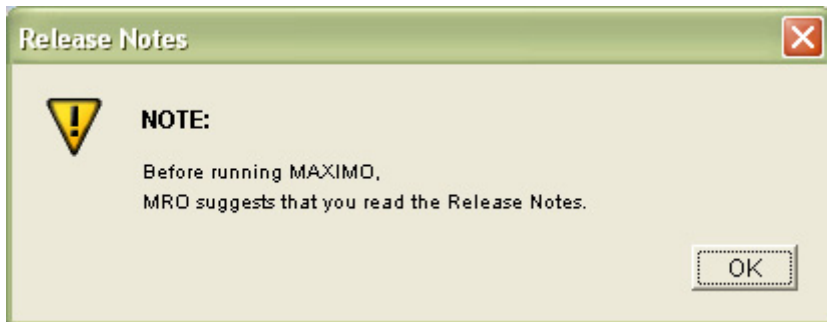 Release Notes
NOTE:
Before running MAXIMO,
MRO suggests that you read the Release Notes.
OK